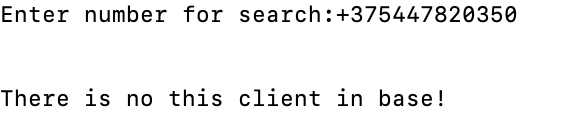 Enter number for search:+375447820350
There is no this client in base!